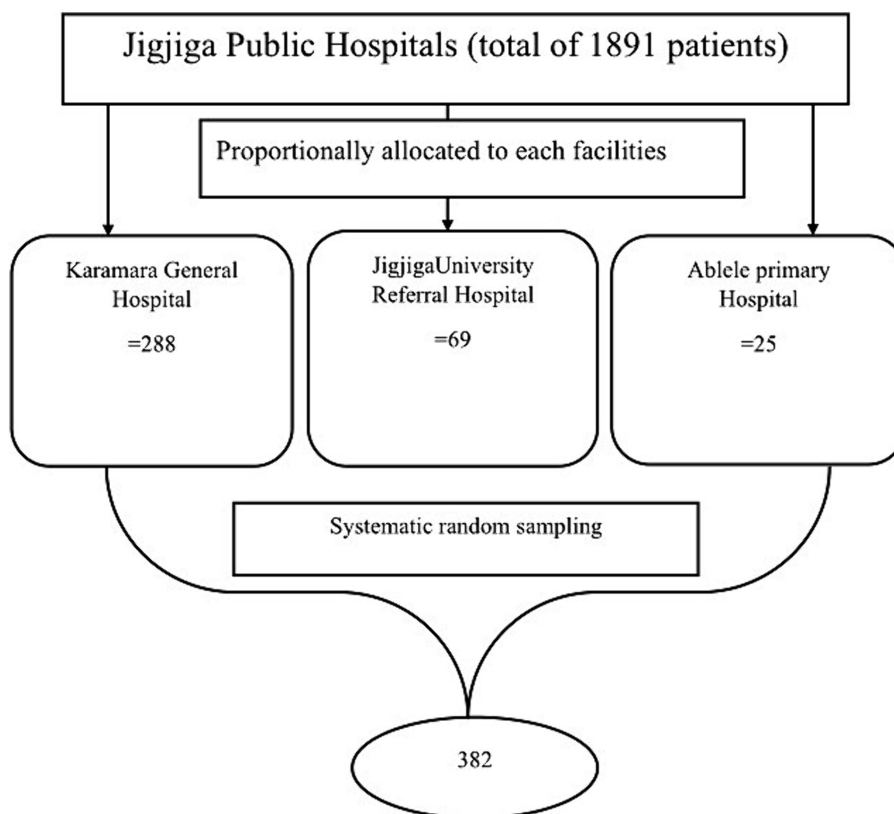 Jigjiga Public Hospitals (total of 1891 patients)
Proportionally allocated to each facilities
Karamara General
Hospital
=288
JigjigaUniversity
Referral Hospital
=69
Ablele primary
Hospital
=25
Systematic random sampling
382